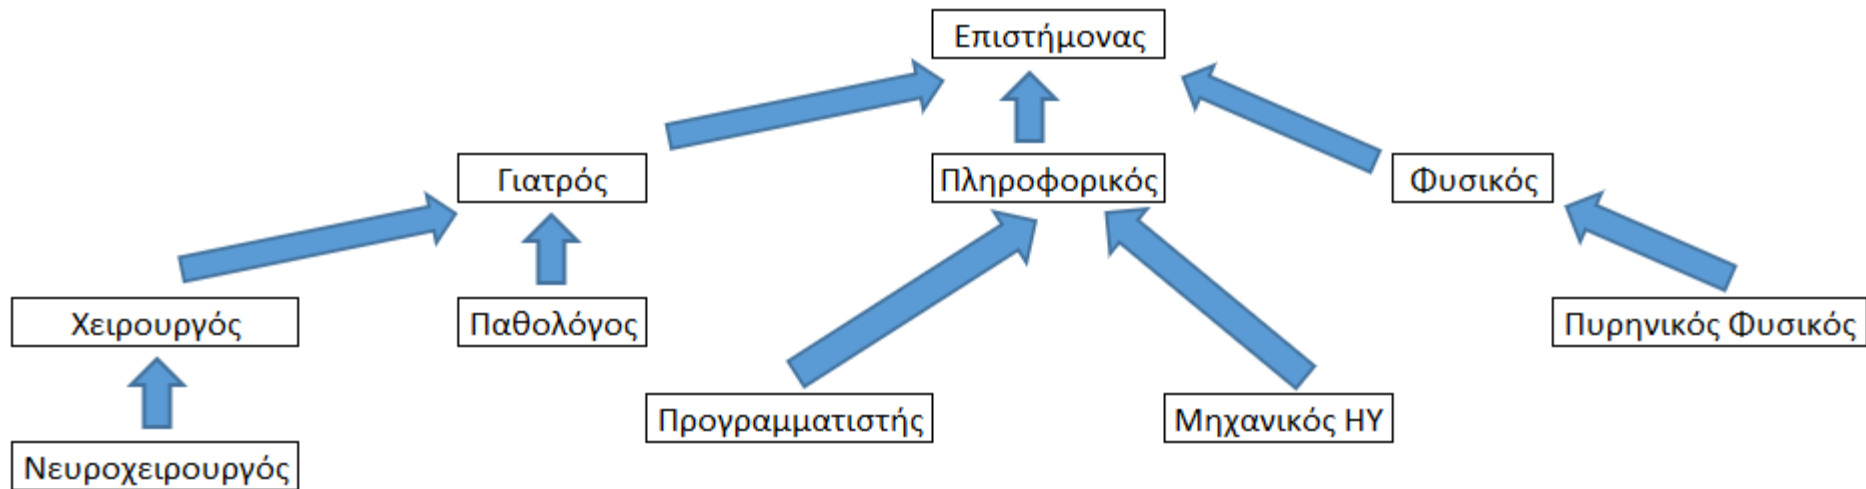 Επιστήμονας
Γιατρός
Πληροφορικός
Φυσικός
Χειρουργός
Παθολόγος
Πυρηνικός Φυσικός
Προγραμματιστής
Μηχανικός ΗΥ
Νευροχειρουργός